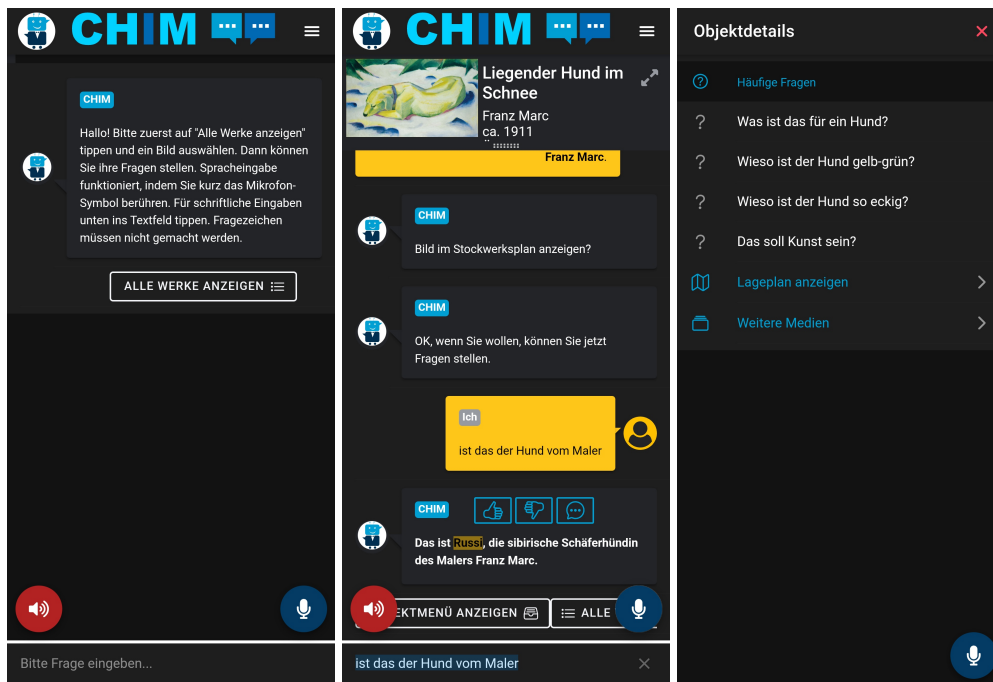 CHIM
CHIM
Hallo! Bitte zuerst auf "Alle Werke anzeigen"
tippen und ein Bild auswählen. Dann können
Sie ihre Fragen stellen. Spracheingabe
funktioniert, indem Sie kurz das Mikrofon-
Symbol berühren. Für schriftliche Eingaben
unten ins Textfeld tippen. Fragezeichen
müssen nicht gemacht werden.
ALLE WERKE ANZEIGEN
Bitte Frage eingeben...
CHIM
Liegender Hund im
Schnee
Franz Marc
ca. 1911
Franz Marc.
CHIM
Bild im Stockwerksplan anzeigen?
CHIM
OK, wenn Sie wollen, können Sie jetzt
Fragen stellen.
Ich
ist das der Hund vom Maler
CHIM
Das ist Russi, die sibirische Schäferhündin
des Malers Franz Marc.
EKTMENÜ ANZEIGEN
ALLE
ist das der Hund vom Maler
Objektdetails
Häufige Fragen
? Was ist das für ein Hund?
? Wieso ist der Hund gelb-grün?
? Wieso ist der Hund so eckig?
? Das soll Kunst sein?
Lageplan anzeigen
Weitere Medien